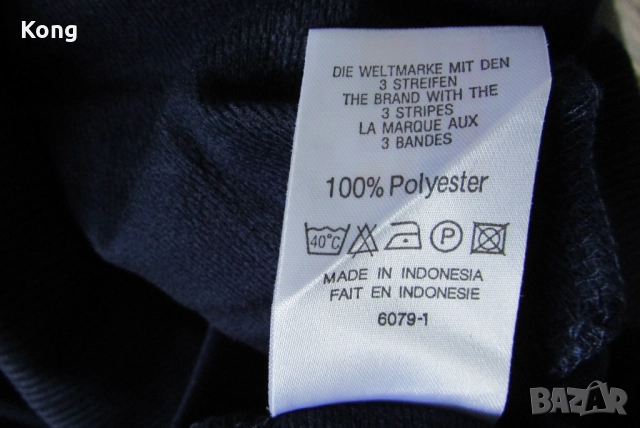 Kong
DIE WELTMARKE MIT DEN
3 STREIFEN
THE BRAND WITH THE
3 STRIPES
LA MARQUE AUX
3 BANDES
100% Polyester
40°C P
MADE IN INDONESIA
FAIT EN INDONESIE
6079-1
BAZAR